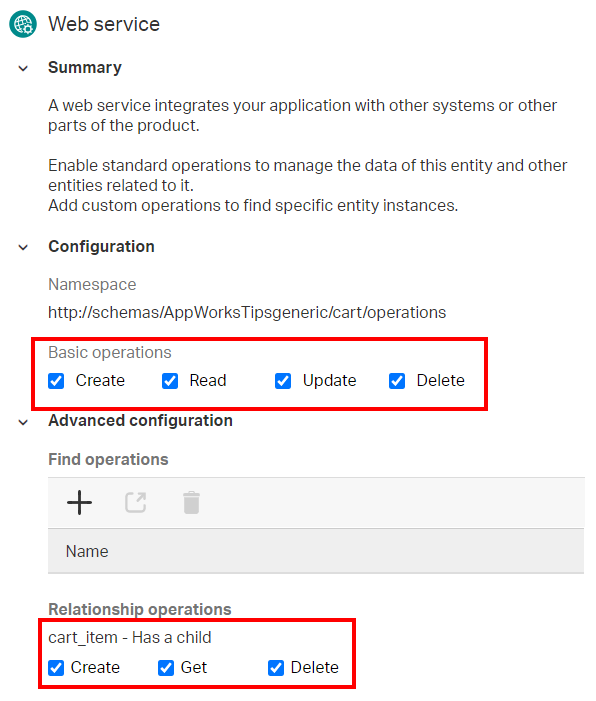 Web service
Summary
A web service integrates your application with other systems or other
parts of the product.
Enable standard operations to manage the data of this entity and other
entities related to it.
Add custom operations to find specific entity instances.
Configuration
Namespace
http://schemas/AppWorksTipsgeneric/cart/operations
Basic operations
Create Read Update Delete
Advanced configuration
Find operations
Name
Relationship operations
cart_item - Has a child
Create Get Delete